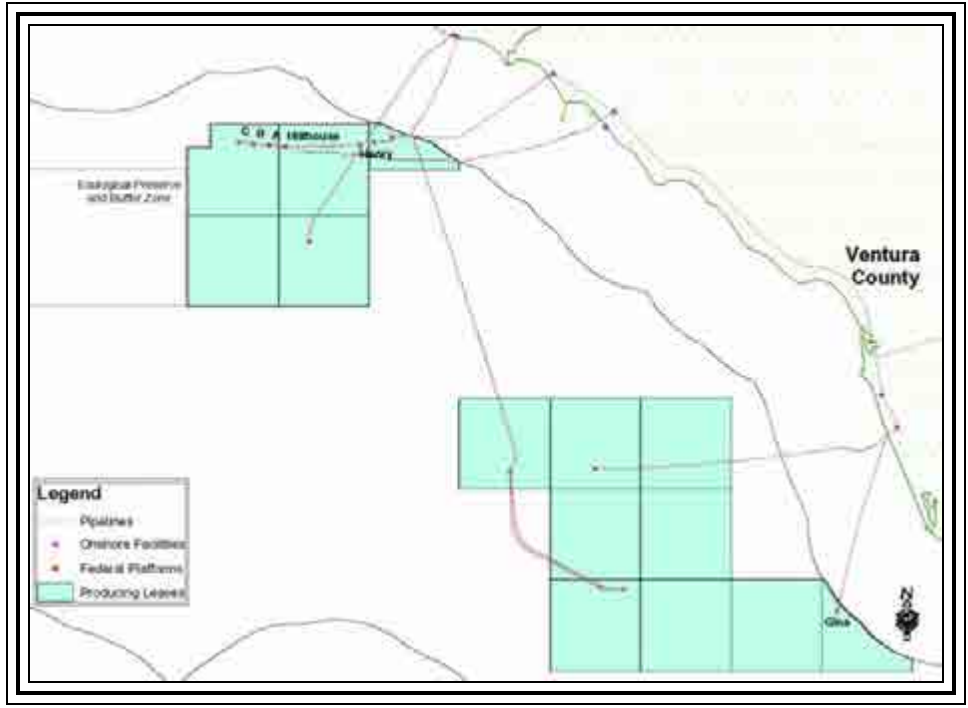 C B A Hillhouse
Henry
Ecological Preserve
and Buffer Zone
Ventura
County
Legend
Pipelines
Onshore Facilities
Federal Platforms
Producing Leases
Gina
N